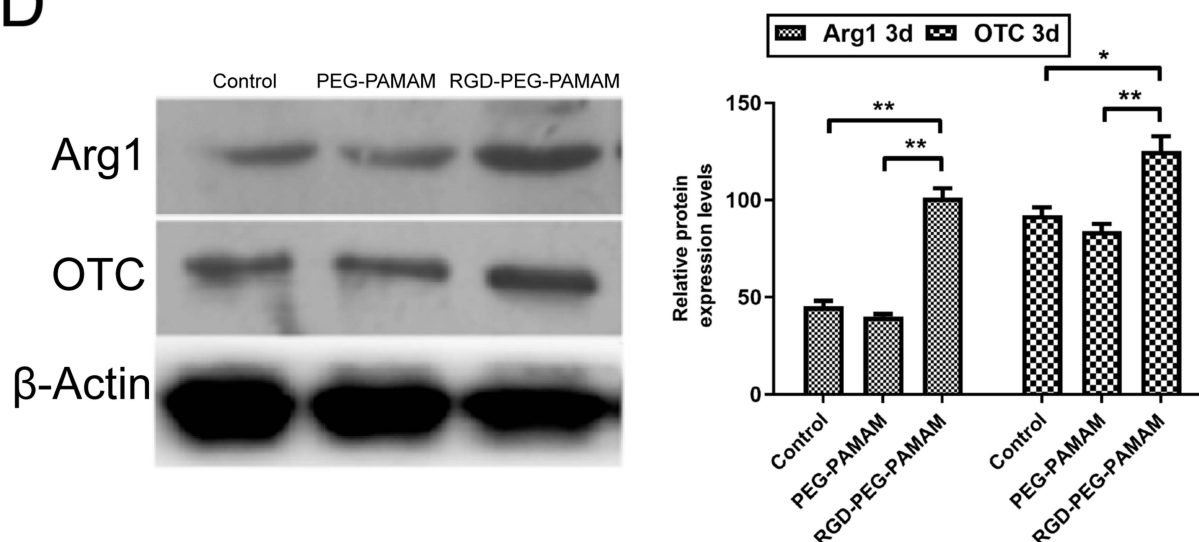 D
Control PEG-PAMAM RGD-PEG-PAMAM
Arg1
OTC
β-Actin
Arg1 3d OTC 3d
*
**
**
**
150
100
50
0
Relative protein
expression levels
Control
PEG-PAMAM
RGD-PEG-PAMAM
Control
PEG-PAMAM
RGD-PEG-PAMAM